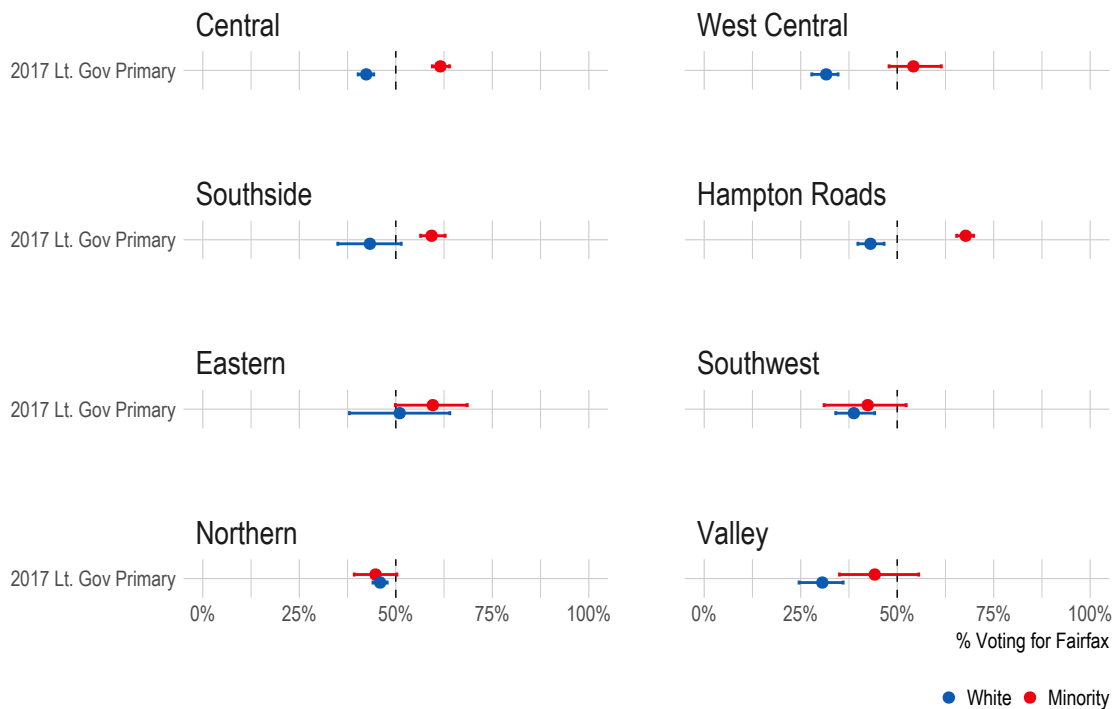 Central
West Central
2017 Lt. Gov Primary
Southside
Hampton Roads
2017 Lt. Gov Primary
Eastern
Southwest
2017 Lt. Gov Primary
Northern
Valley
2017 Lt. Gov Primary
0% 25% 50% 75% 100% 0% 25% 50% 75% 100%
% Voting for Fairfax
White Minority